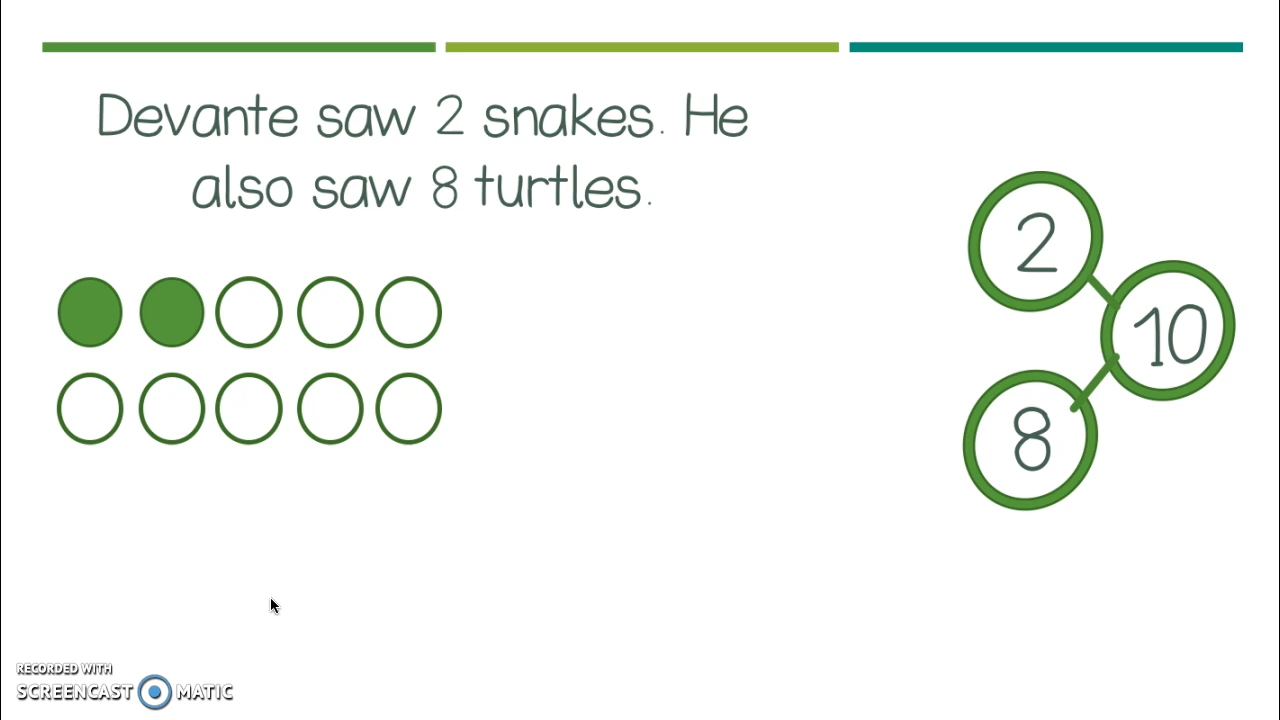 Devante saw 2 snakes. He
also saw 8 turtles.
2
10
8
RECORDED WITH
SCREENCAST MATIC